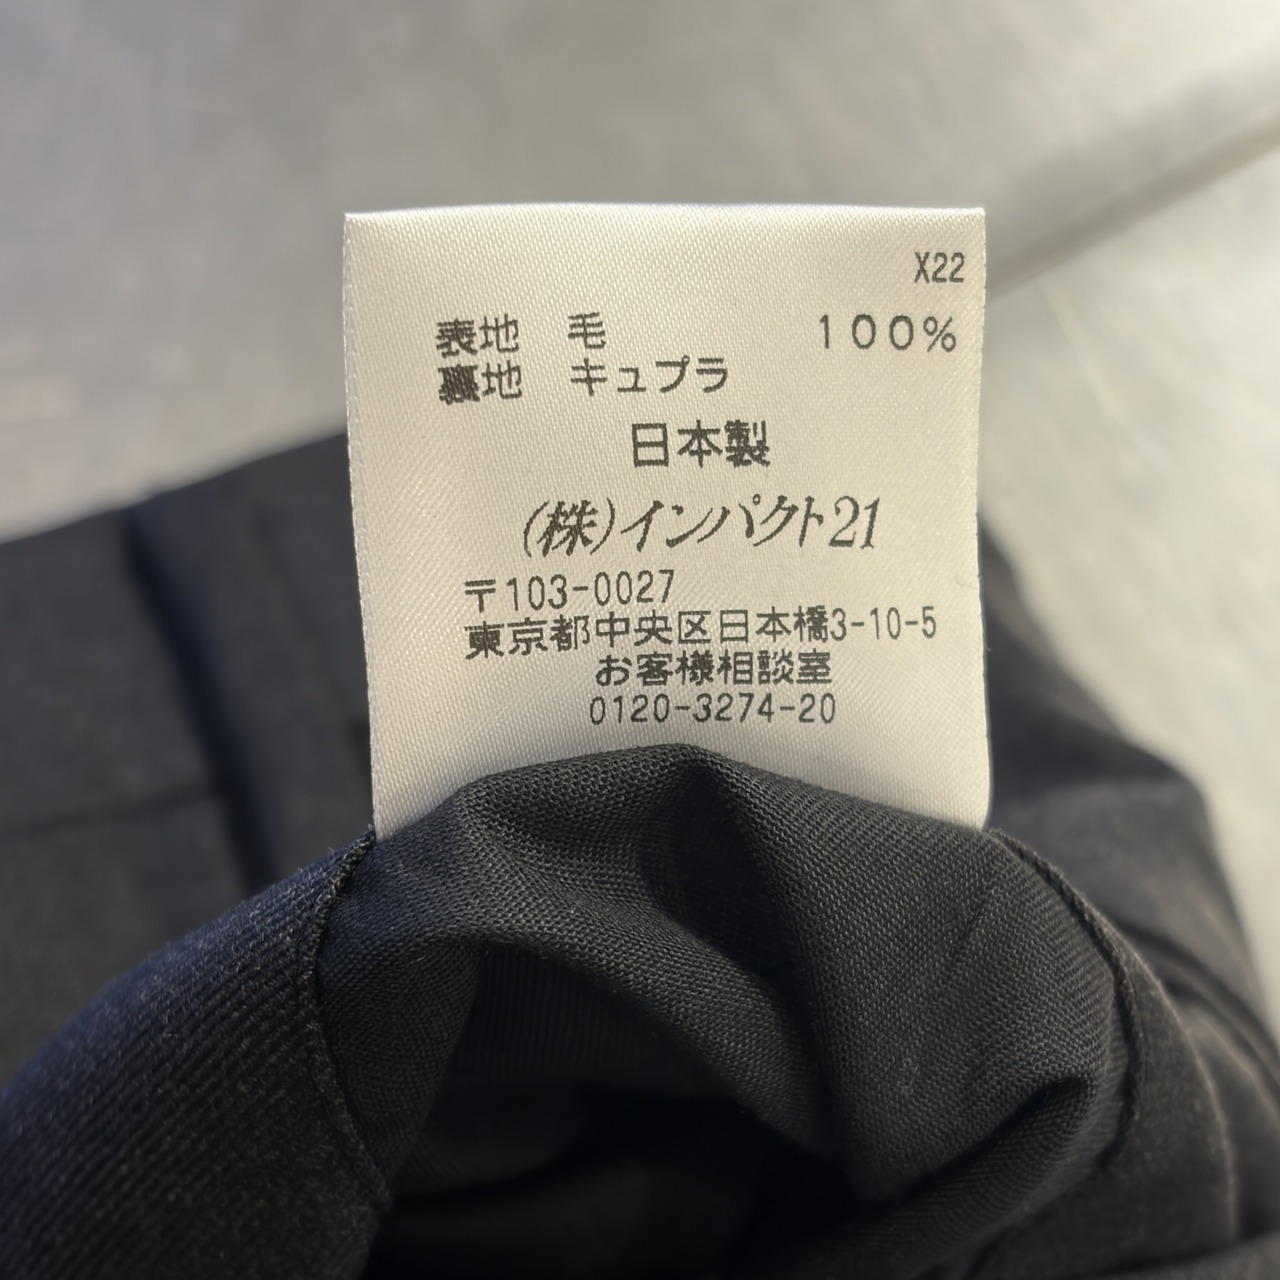 X22
表地 毛 100%
裏地 キュプラ
日本製
(株)インパクト21
〒103-0027
東京都中央区日本橋3-10-5
お客様相談室
0120-3274-20